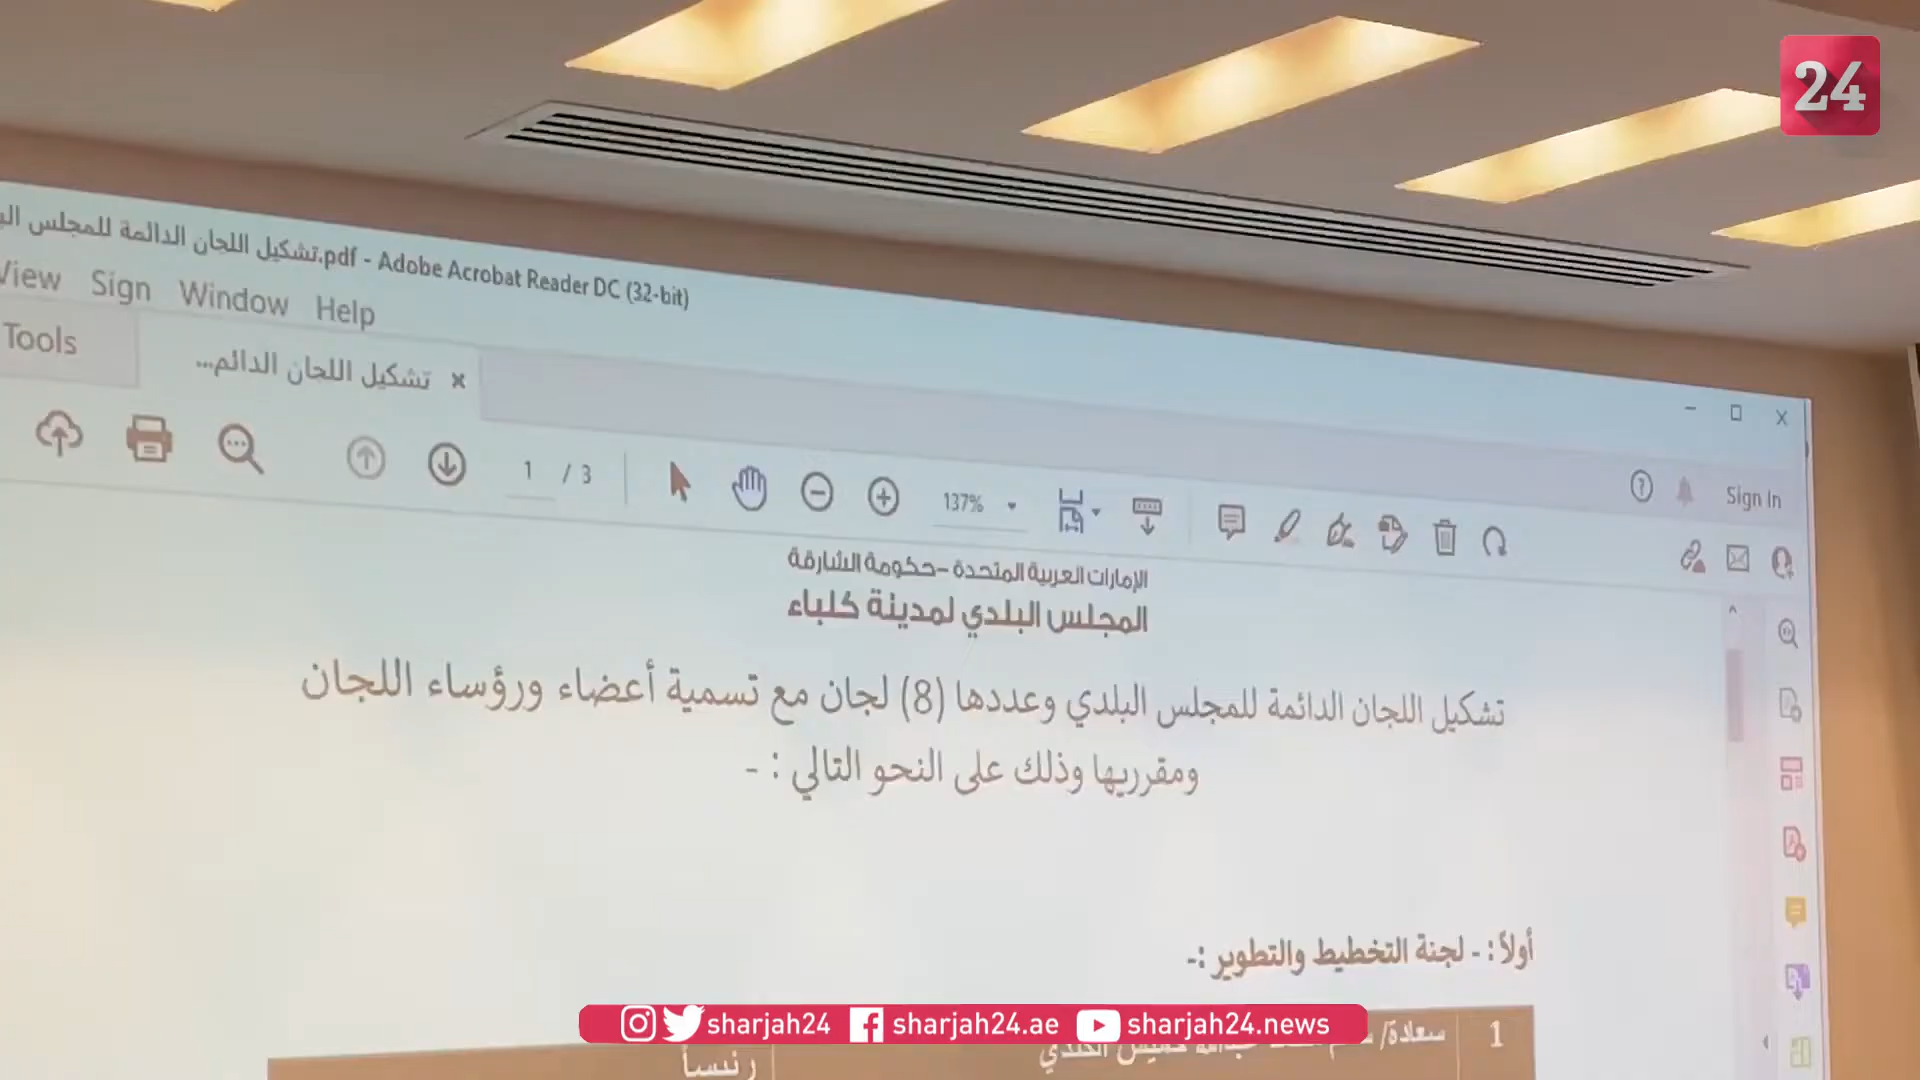 24
تشكيل اللجان الدائمة للمجلس .pdf - Adobe Acrobat Reader DC (32-bit)
View Sign Window Help
Tools
تشكيل اللجان الدائم... ×
1 / 3
137%
Sign In
الإمارات العربية المتحدة - حكومة الشارقة
المجلس البلدي لمدينة كلباء
تشكيل اللجان الدائمة للمجلس البلدي وعددها (8) لجان مع تسمية أعضاء ورؤساء اللجان
ومقرريها وذلك على النحو التالي : -
أولاً : - لجنة التخطيط والتطوير :-
1 سعادة/ رئيساً
sharjah24 sharjah24.ae sharjah24.news